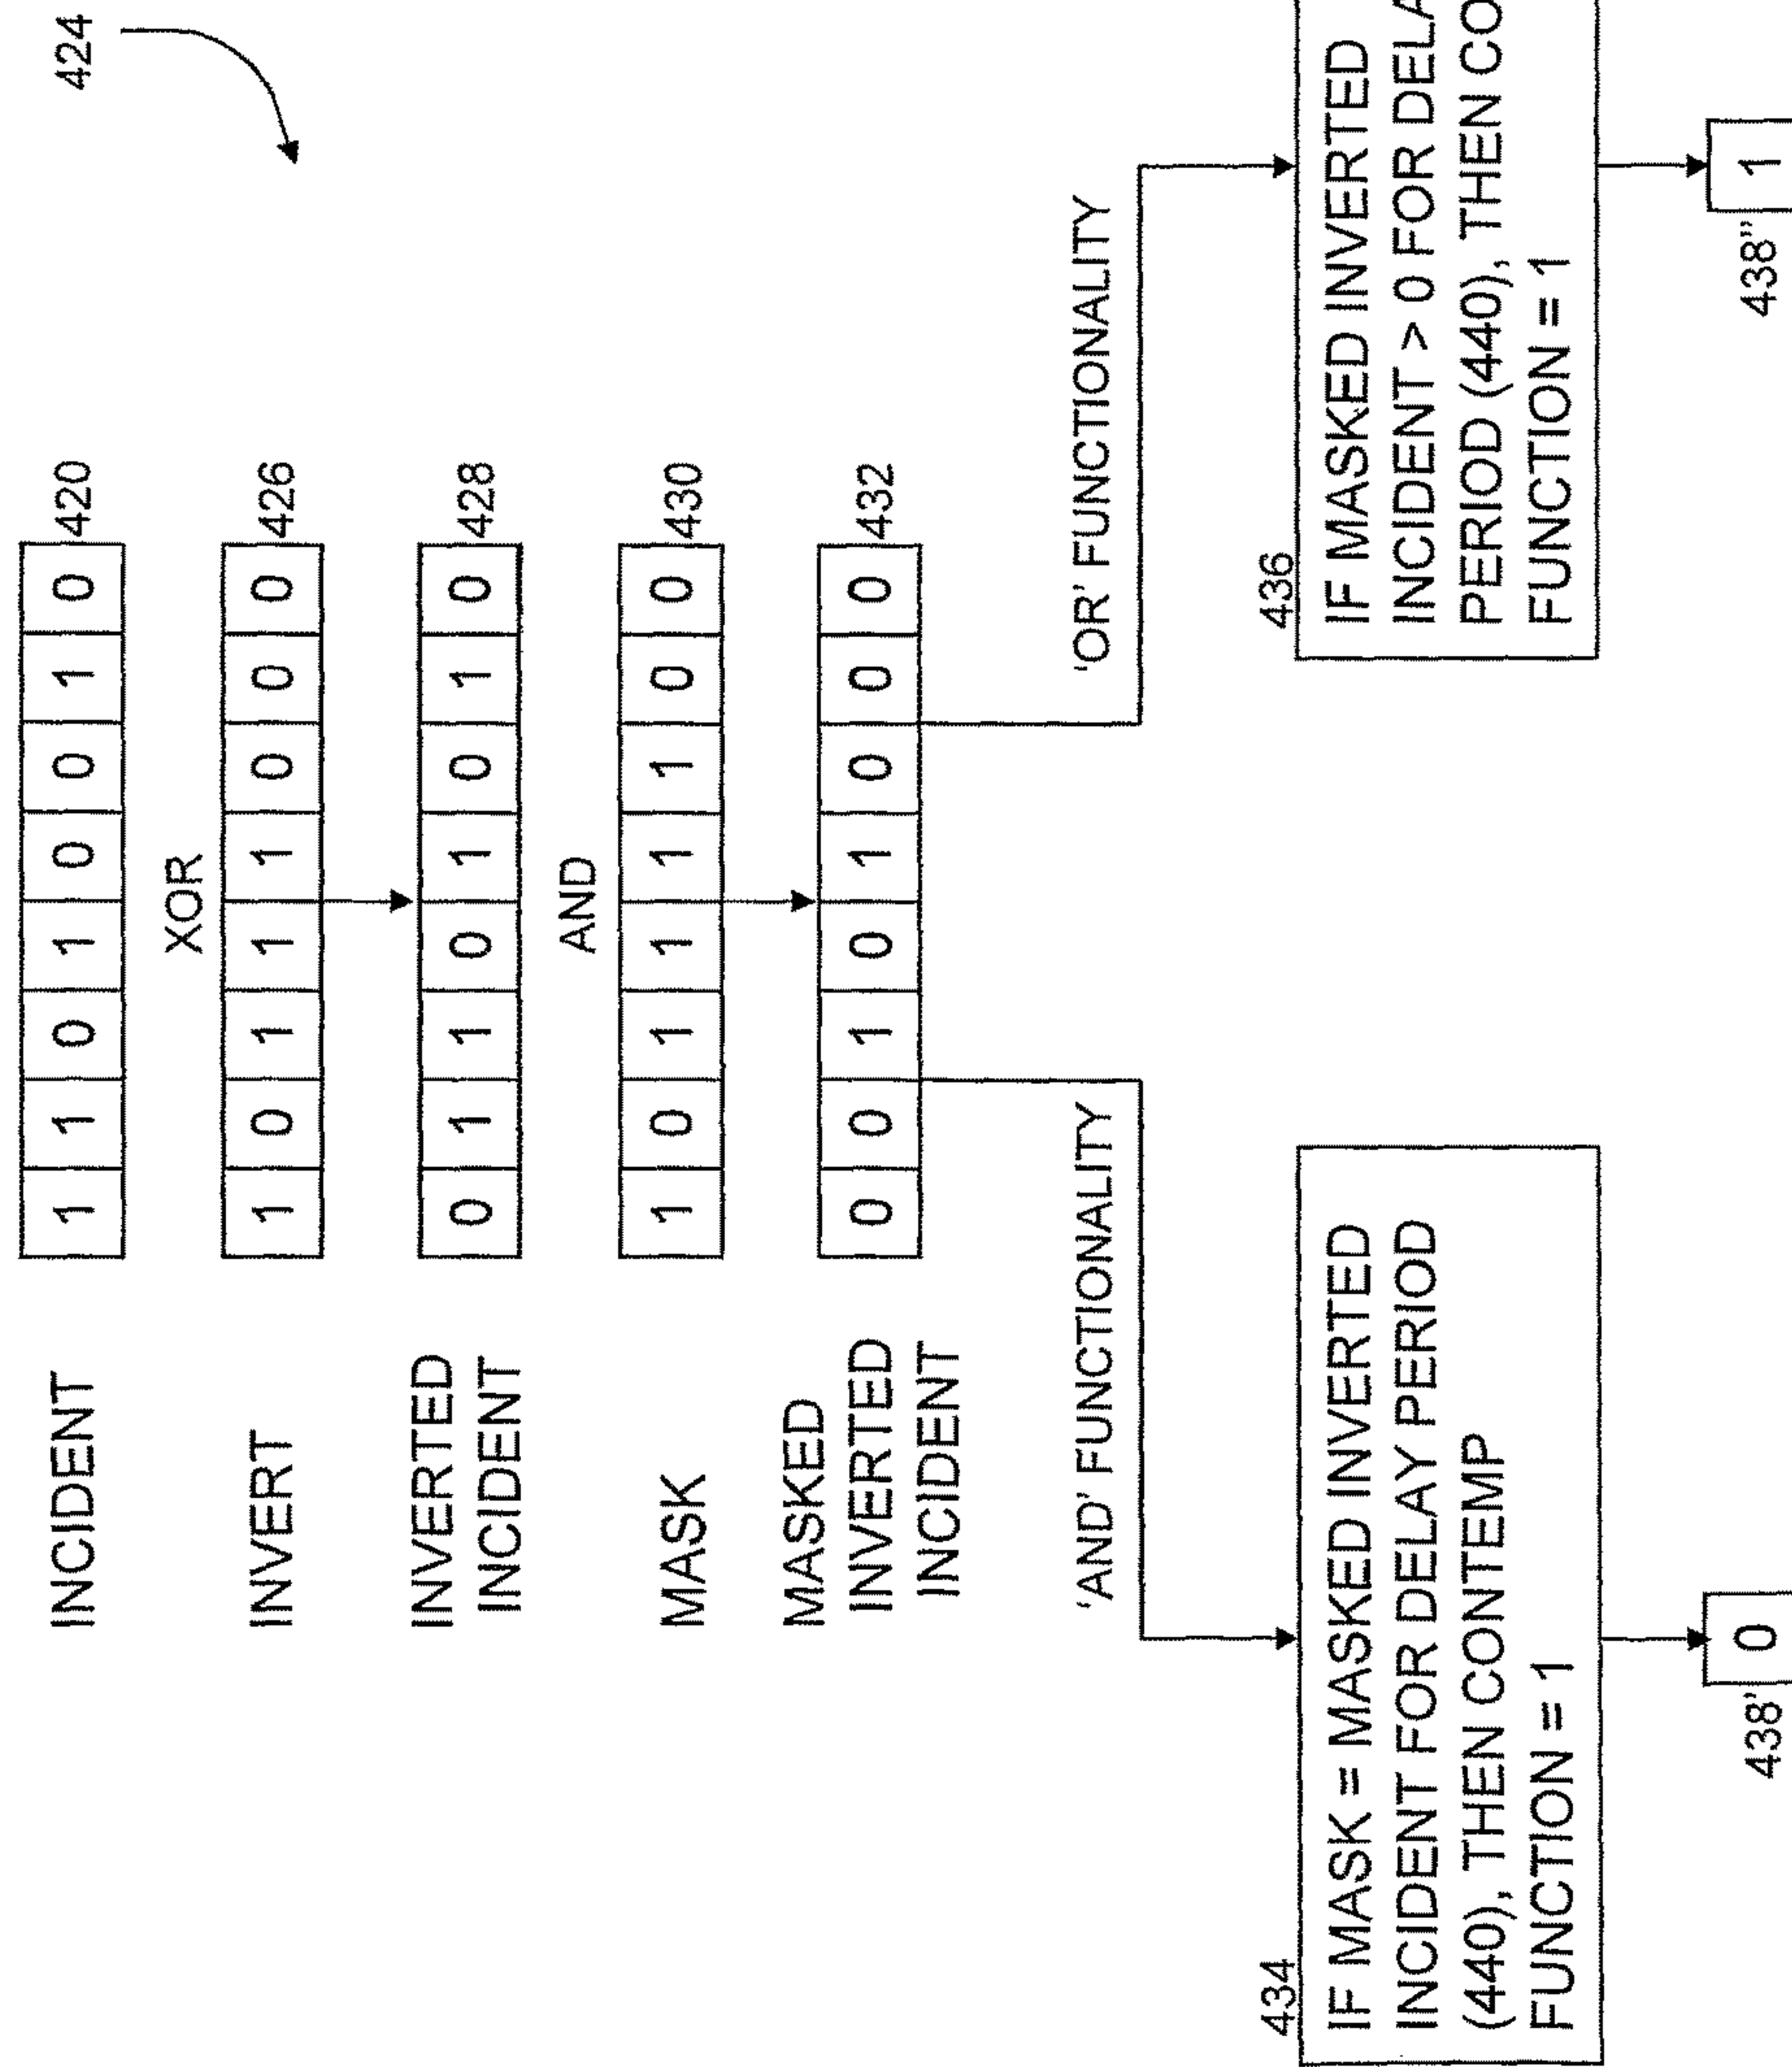 424
INCIDENT 1 1 0 1 0 0 1 0 420
XOR
INVERT 1 0 1 1 1 0 0 0 426
INVERTED
INCIDENT
0 1 1 0 1 0 1 0 428
AND
MASK 1 0 1 1 1 1 0 0 430
MASKED
INVERTED
INCIDENT
0 0 1 0 1 0 0 0 432
'AND' FUNCTIONALITY
'OR' FUNCTIONALITY
434
IF MASK = MASKED INVERTED
INCIDENT FOR DELAY PERIOD
(440), THEN CONTEMP
FUNCTION = 1
436
IF MASKED INVERTED
INCIDENT > 0 FOR DELA
PERIOD (440), THEN CO
FUNCTION = 1
438' 0
438" 1